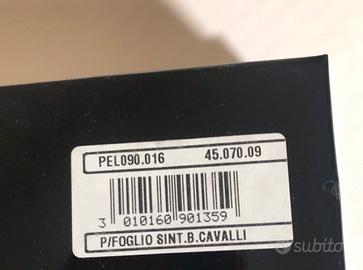 PEL090.016 45.070.09
3 010160 901359
P/FOGLIO SINT.B.CAVALLI
subito